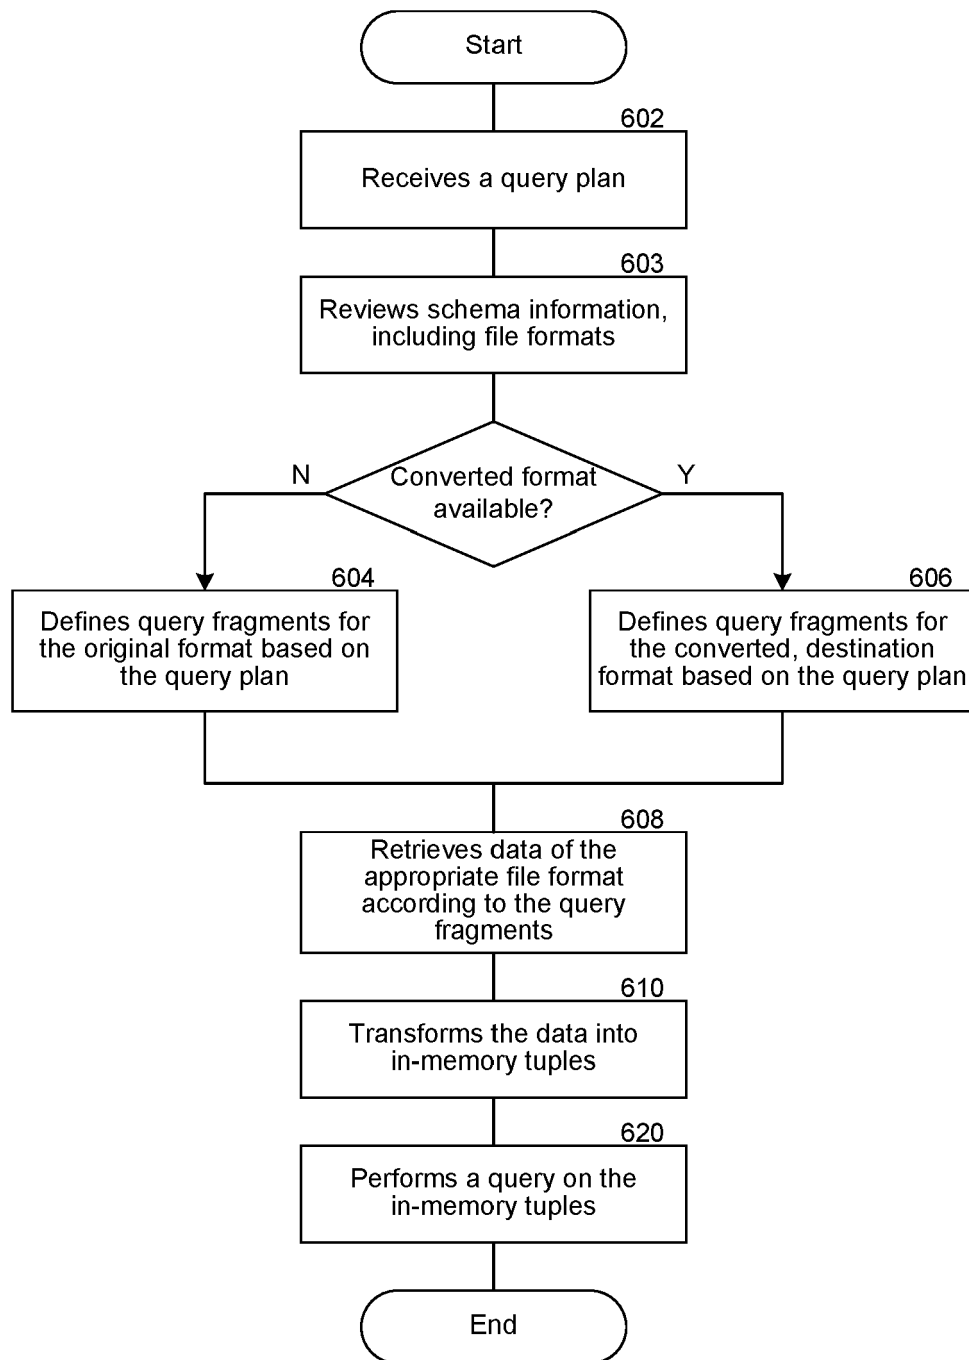 Start
602
Receives a query plan
603
Reviews schema information,
including file formats
N
Converted format
available?
Y
604
Defines query fragments for
the original format based on
the query plan
606
Defines query fragments for
the converted, destination
format based on the query plan
608
Retrieves data of the
appropriate file format
according to the query
fragments
610
Transforms the data into
in-memory tuples
620
Performs a query on the
in-memory tuples
End